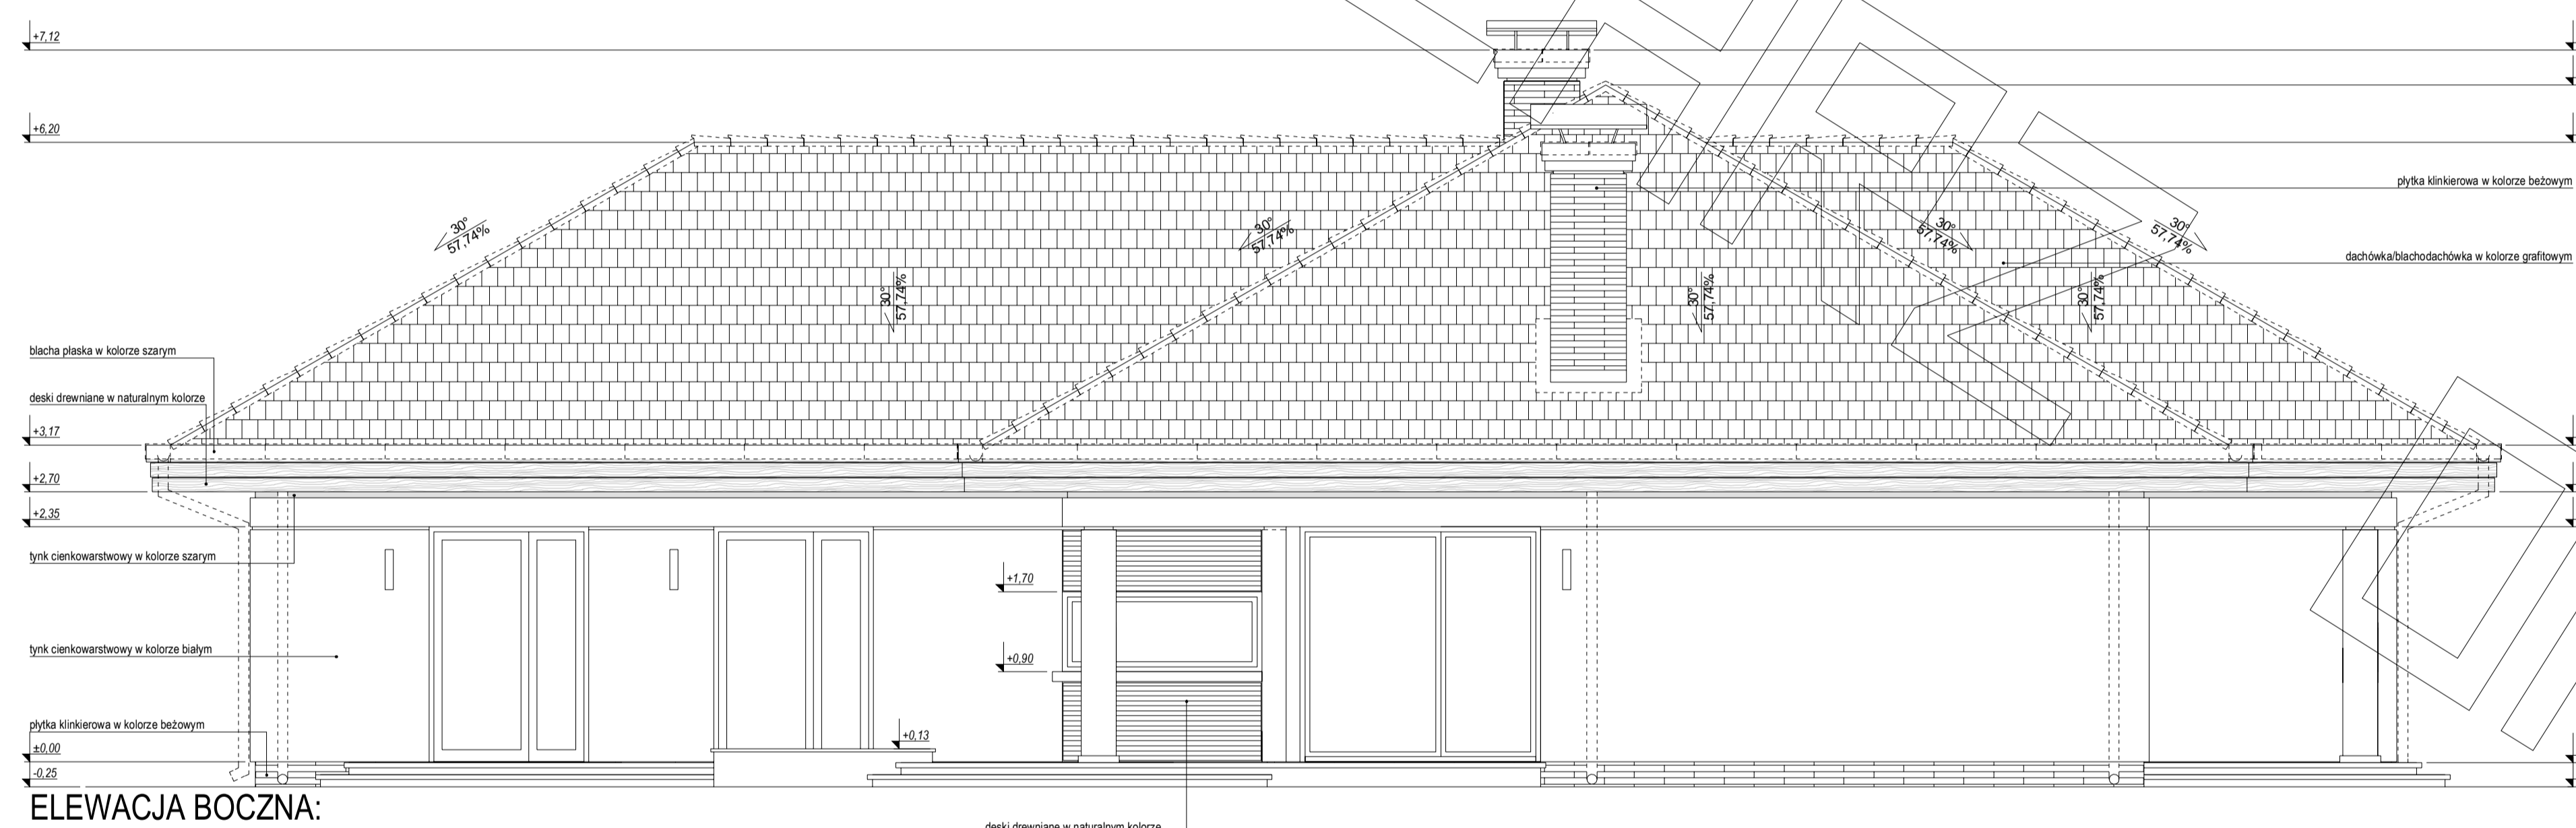 +7,12
+6,20
płytka klinkierowa w kolorze beżowym
30°
57,74%
30°
57,74%
30°
57,74%
30°
57,74%
dachówka/blachodachówka w kolorze grafitowym
30°
57,74%
30°
57,74%
30°
57,74%
blacha płaska w kolorze szarym
deski drewniane w naturalnym kolorze
+3,17
+2,70
+2,35
tynk cienkowarstwowy w kolorze szarym
+1,70
tynk cienkowarstwowy w kolorze białym
+0,90
płytka klinkierowa w kolorze beżowym
+0,13
±0,00
-0,25
ELEWACJA BOCZNA:
deski drewniane w naturalnym kolorze